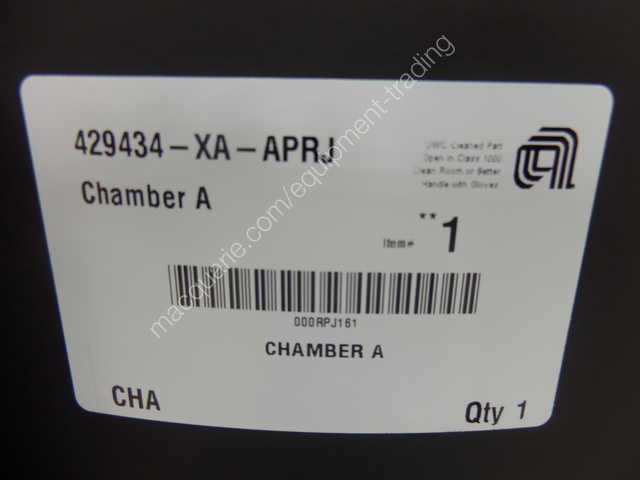 429434-XA-APRJ
UWC Cleaned Part
Open in Class 1000
Clean Room or Better
Handle with Gloves
Chamber A
Item# **1
000RPJ161
CHAMBER A
CHA
Qty 1
macquarie.com/equipment-trading